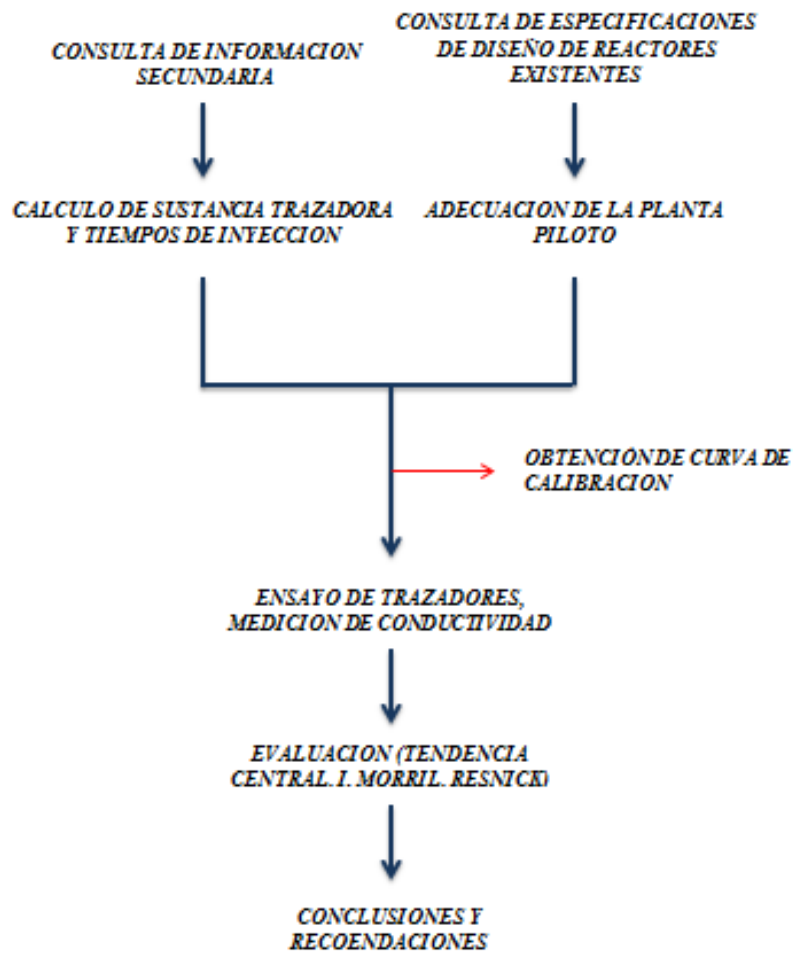 CONSULTA DE INFORMACION
SECUNDARIA
CONSULTA DE ESPECIFICACIONES
DE DISEÑO DE REACTORES
EXISTENTES
CALCULO DE SUSTANCIA TRAZADORA
Y TIEMPOS DE INYECCION
ADECUACION DE LA PLANTA
PILOTO
OBTENCIÓN DE CURVA DE
CALIBRACION
ENSAYO DE TRAZADORES,
MEDICION DE CONDUCTIVIDAD
EVALUACION (TENDENCIA
CENTRAL, I. MORRIL, RESNICK)
CONCLUSIONES Y
RECOENDACIONES